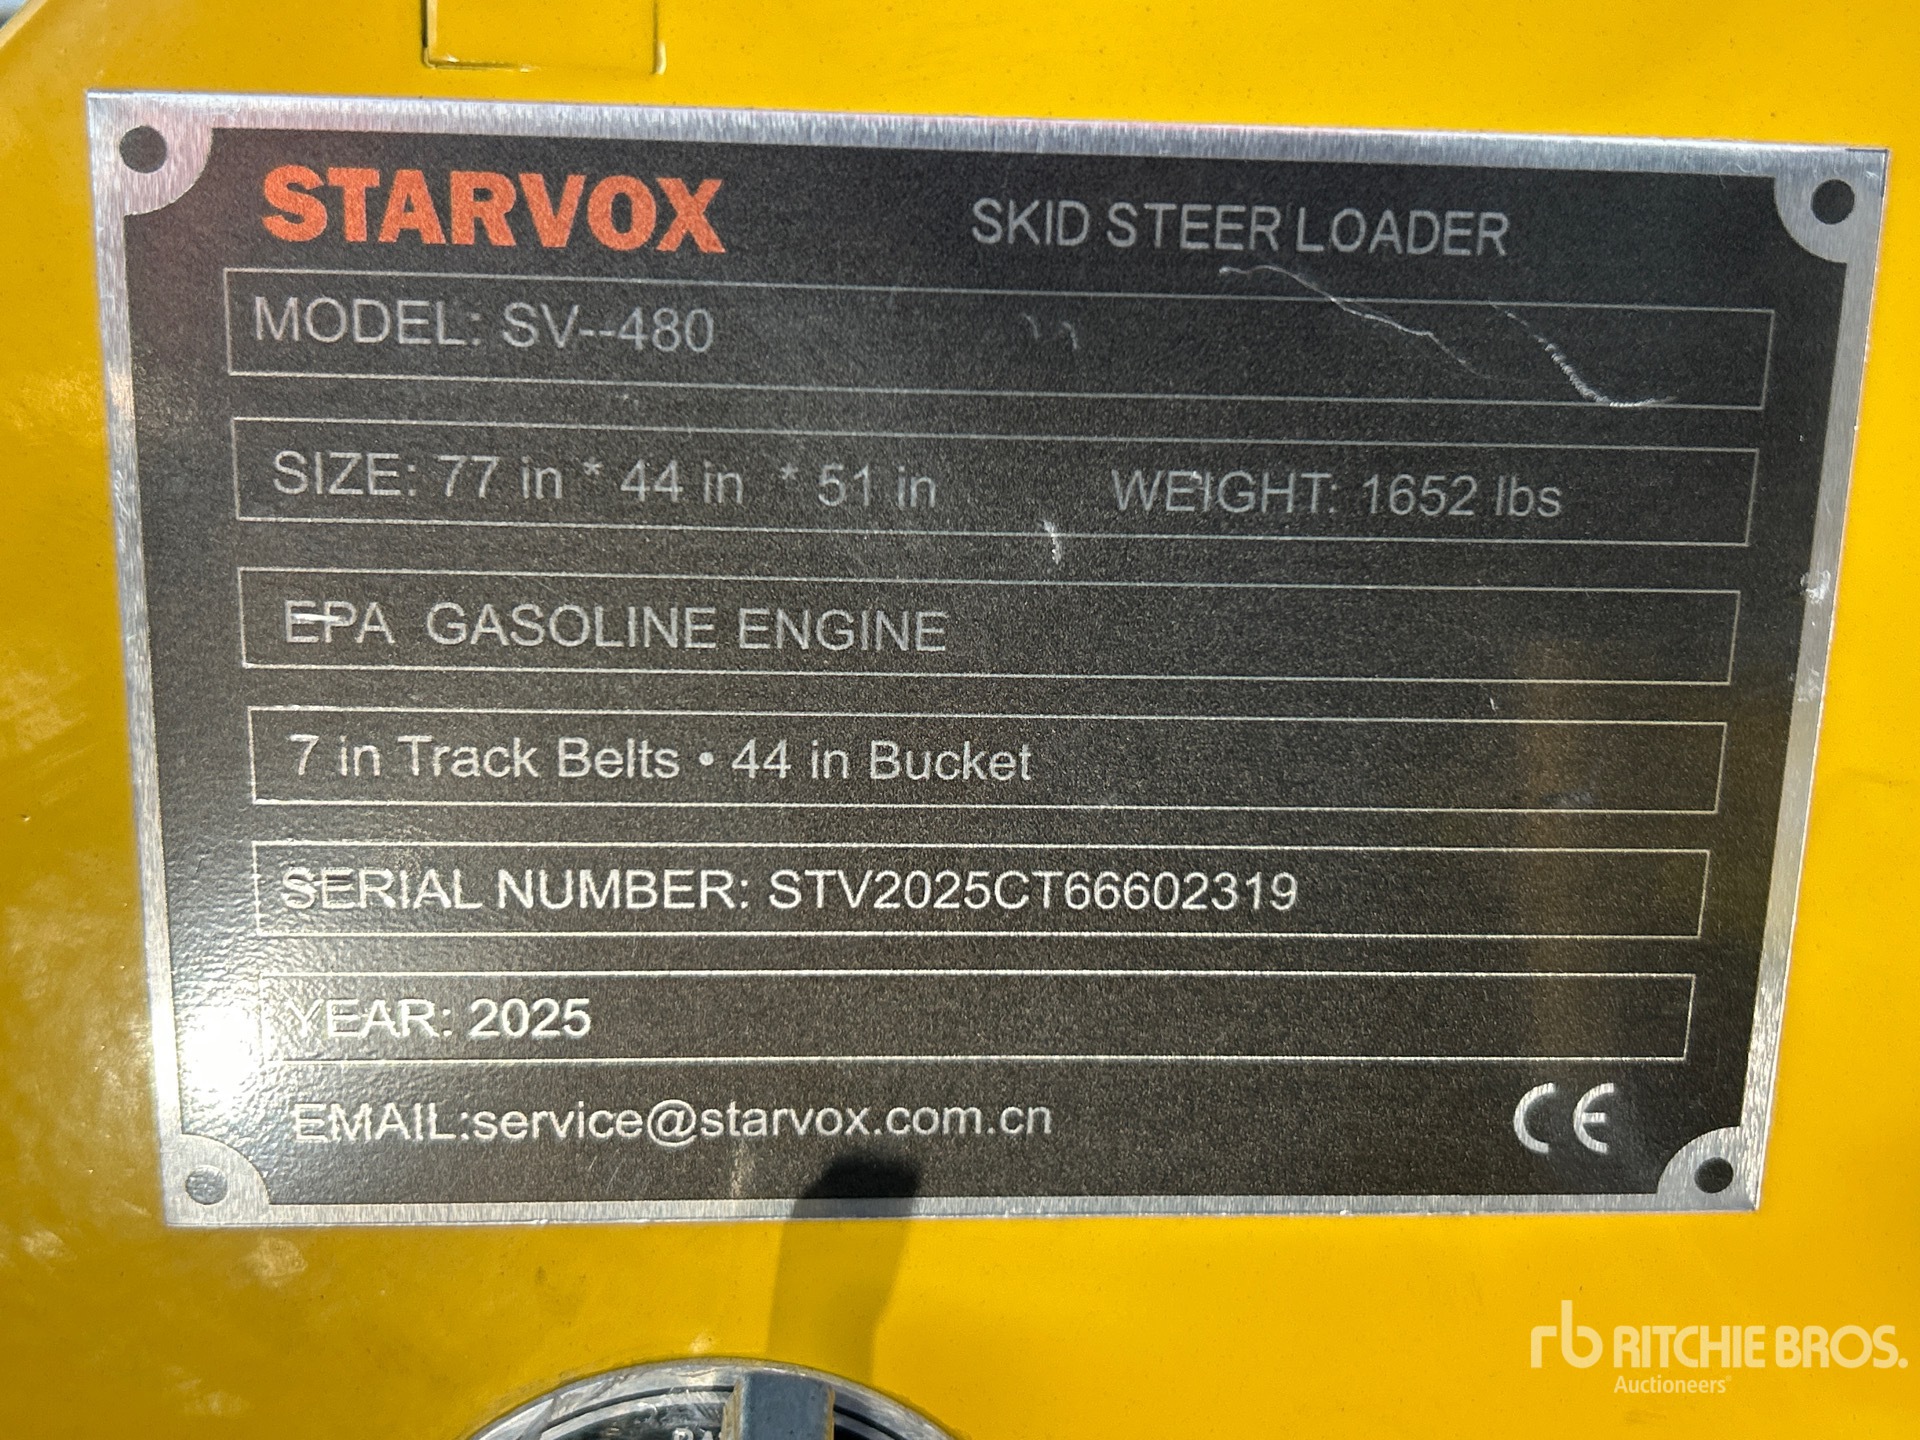 STARVOX SKID STEER LOADER
MODEL: SV--480
SIZE: 77 in * 44 in * 51 in WEIGHT: 1652 lbs
EPA GASOLINE ENGINE
7 in Track Belts • 44 in Bucket
SERIAL NUMBER: STV2025CT66602319
YEAR: 2025
EMAIL:service@starvox.com.cn CE
rb RITCHIE BROS.
Auctioneers